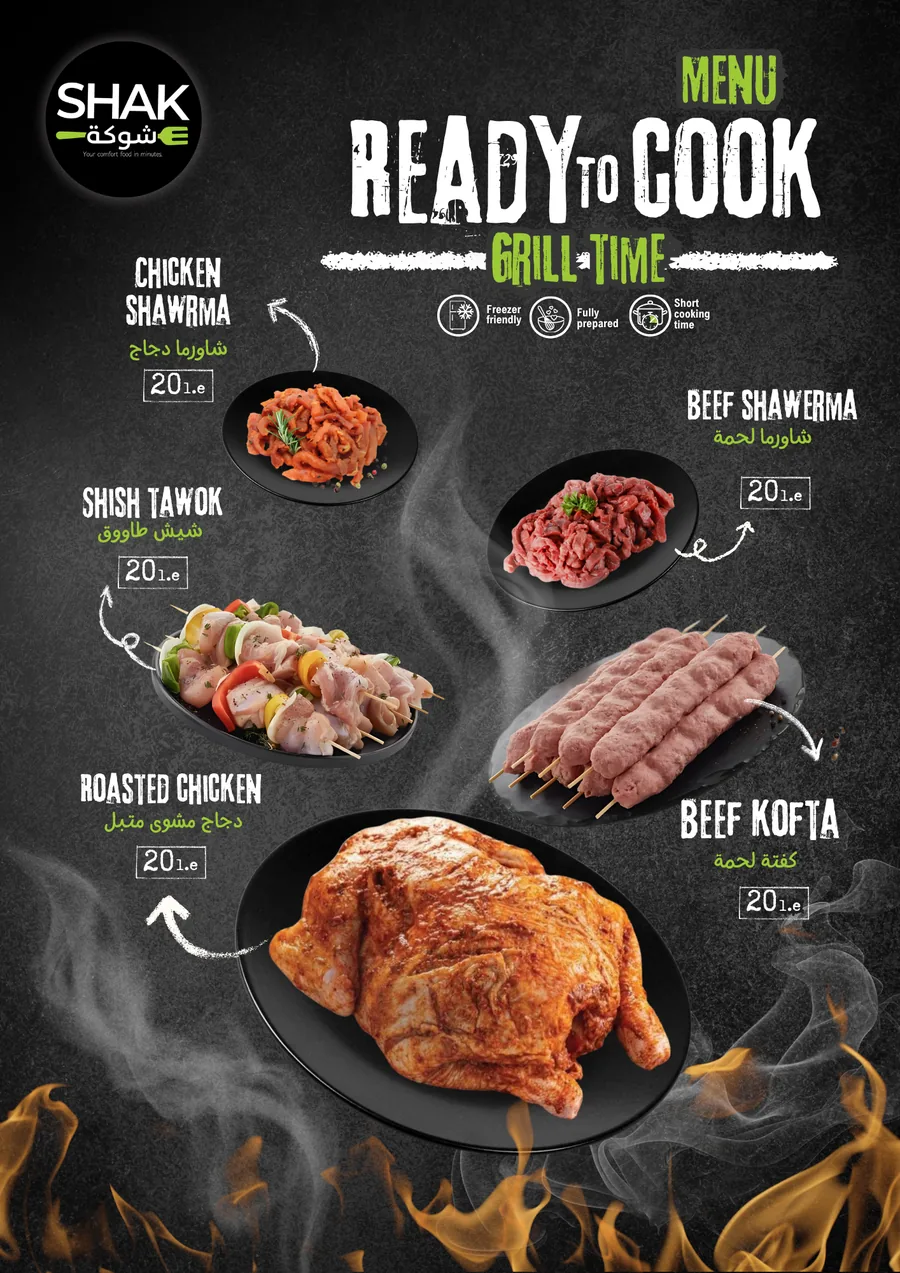 SHAK
شوكة
Your comfort food in minutes.
MENU
READY TO COOK
GRILL TIME
Freezer
friendly
Fully
prepared
Short
cooking
time
CHICKEN
SHAWRMA
شاورما دجاج
20 l.e
BEEF SHAWERMA
شاورما لحمة
20 l.e
SHISH TAWOK
شيش طاووق
20 l.e
ROASTED CHICKEN
دجاج مشوى متبل
20 l.e
BEEF KOFTA
كفتة لحمة
20 l.e